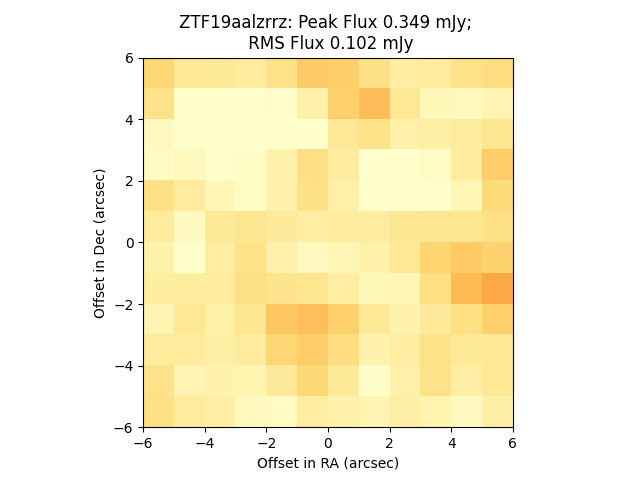 ZTF19aalzrrz: Peak Flux 0.349 mJy;
RMS Flux 0.102 mJy
6
4
2
0
−2
−4
−6
Offset in Dec (arcsec)
−6 −4 −2 0 2 4 6
Offset in RA (arcsec)